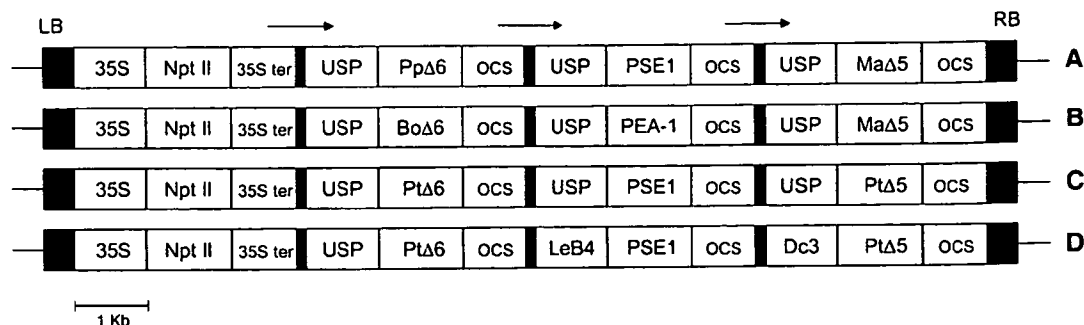 LB RB
35S Npt II 35S ter USP PpΔ6 OCS USP PSE1 OCS USP MaΔ5 OCS A
35S Npt II 35S ter USP BoΔ6 OCS USP PEA-1 OCS USP MaΔ5 OCS B
35S Npt II 35S ter USP PtΔ6 OCS USP PSE1 OCS USP PtΔ5 OCS C
35S Npt II 35S ter USP PtΔ6 OCS LeB4 PSE1 OCS Dc3 PtΔ5 OCS D
1 Kb